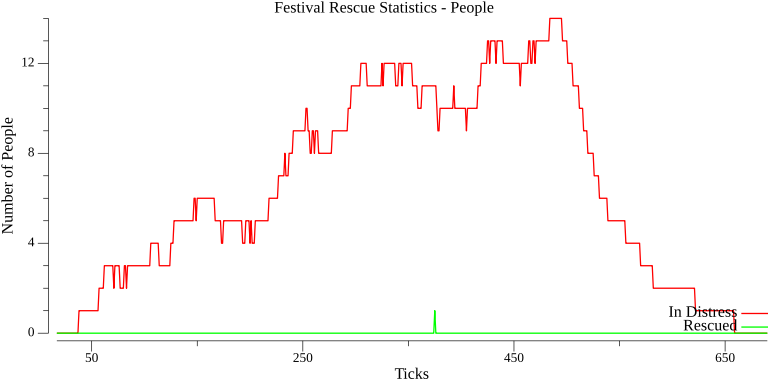 Festival Rescue Statistics - People
Number of People
12
8
4
0
50
250
450
650
Ticks
In Distress
Rescued